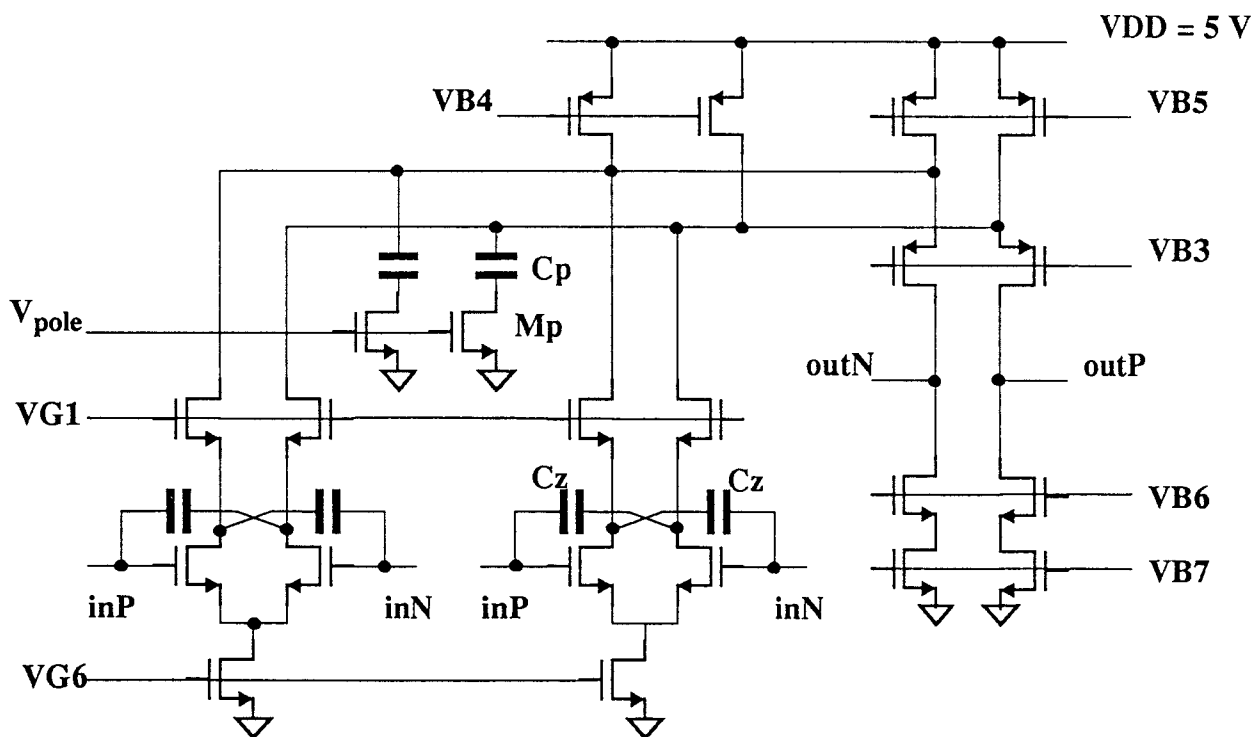 VDD = 5 V
VB4
VB5
Cp
VB3
Vpole
Mp
outN
outP
VG1
Cz
Cz
VB6
VB7
inP
inN
inP
inN
VG6